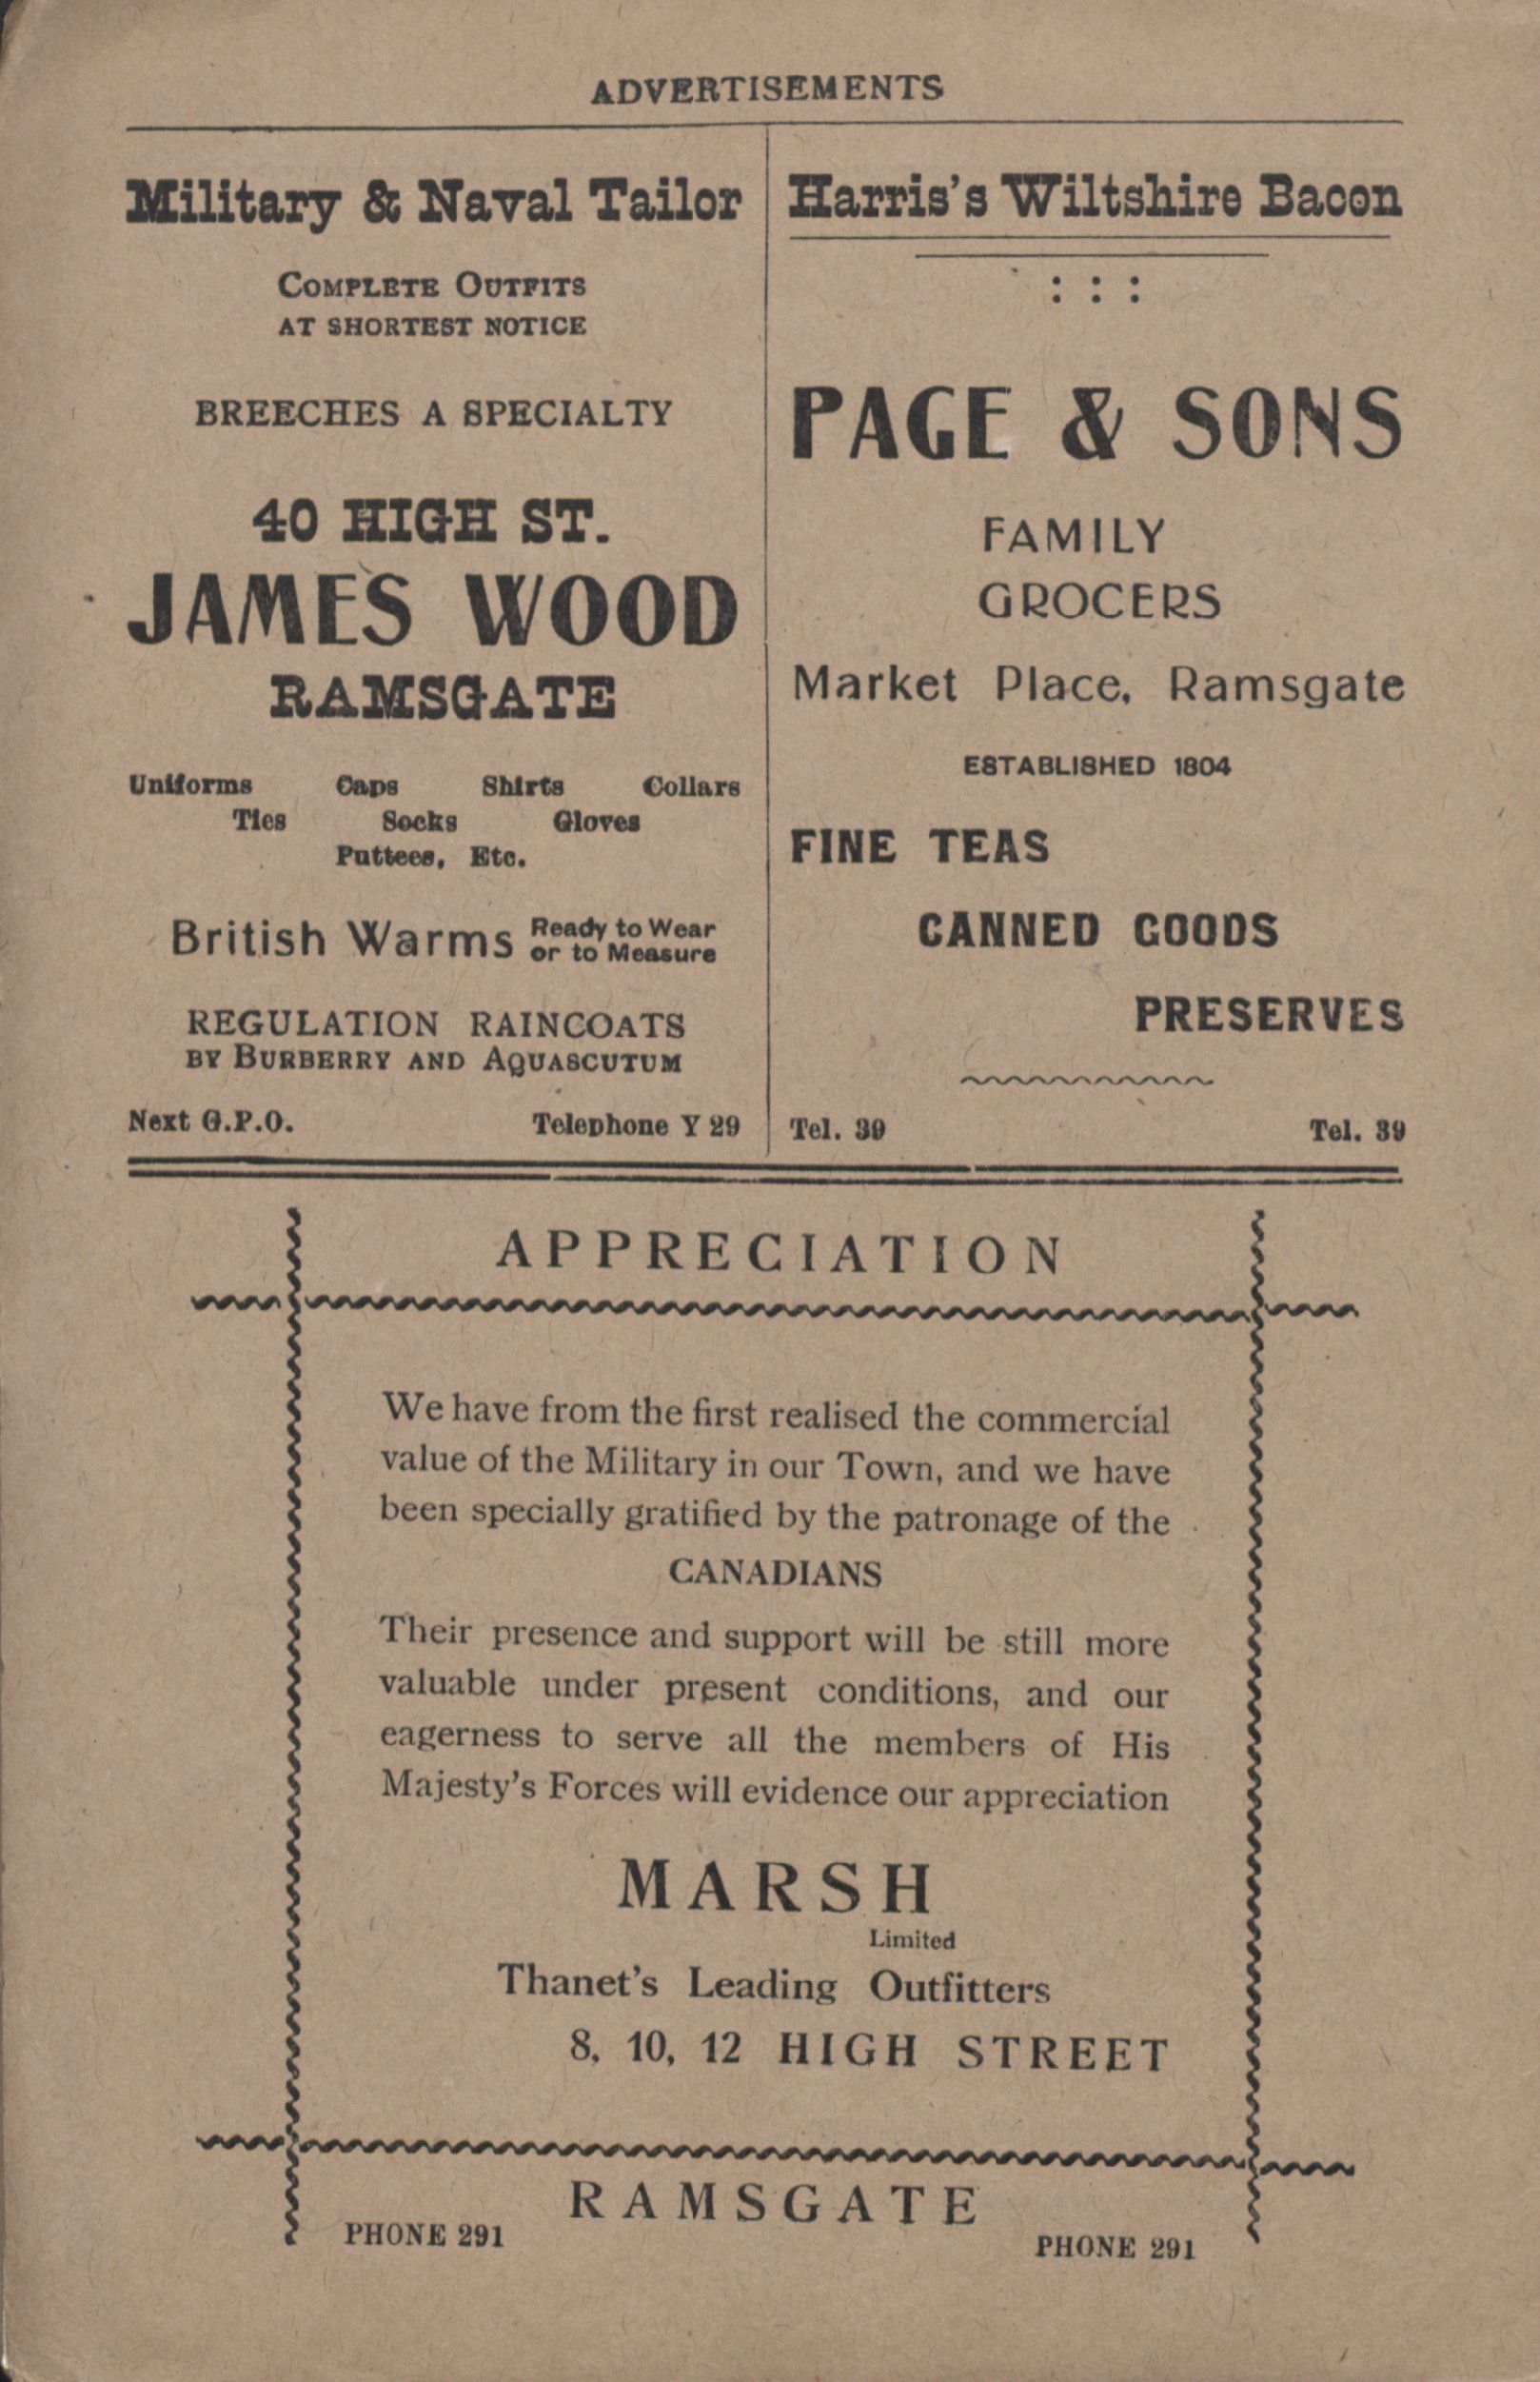 ADVERTISEMENTS
Military & Naval Tailor
COMPLETE OUTFITS
AT SHORTEST NOTICE
BREECHES A SPECIALTY
40 HIGH ST.
JAMES WOOD
RAMSGATE
Uniforms Caps Shirts Collars
Ties Socks Gloves
Puttees, Etc.
British Warms Ready to Wear
or to Measure
REGULATION RAINCOATS
BY BURBERRY AND AQUASCUTUM
Next G.P.O. Telephone Y 29
Harris's Wiltshire Bacon
: : :
PAGE & SONS
FAMILY
GROCERS
Market Place, Ramsgate
ESTABLISHED 1804
FINE TEAS
CANNED GOODS
PRESERVES
Tel. 39 Tel. 39
APPRECIATION
We have from the first realised the commercial
value of the Military in our Town, and we have
been specially gratified by the patronage of the
CANADIANS
Their presence and support will be still more
valuable under present conditions, and our
eagerness to serve all the members of His
Majesty's Forces will evidence our appreciation
MARSH
Limited
Thanet's Leading Outfitters
8, 10, 12 HIGH STREET
RAMSGATE
PHONE 291 PHONE 291